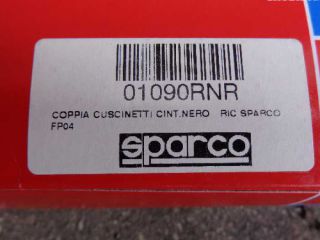 01090RNR
COPPIA CUSCINETTI CINT.NERO RIC SPARCO
FP04
sparco